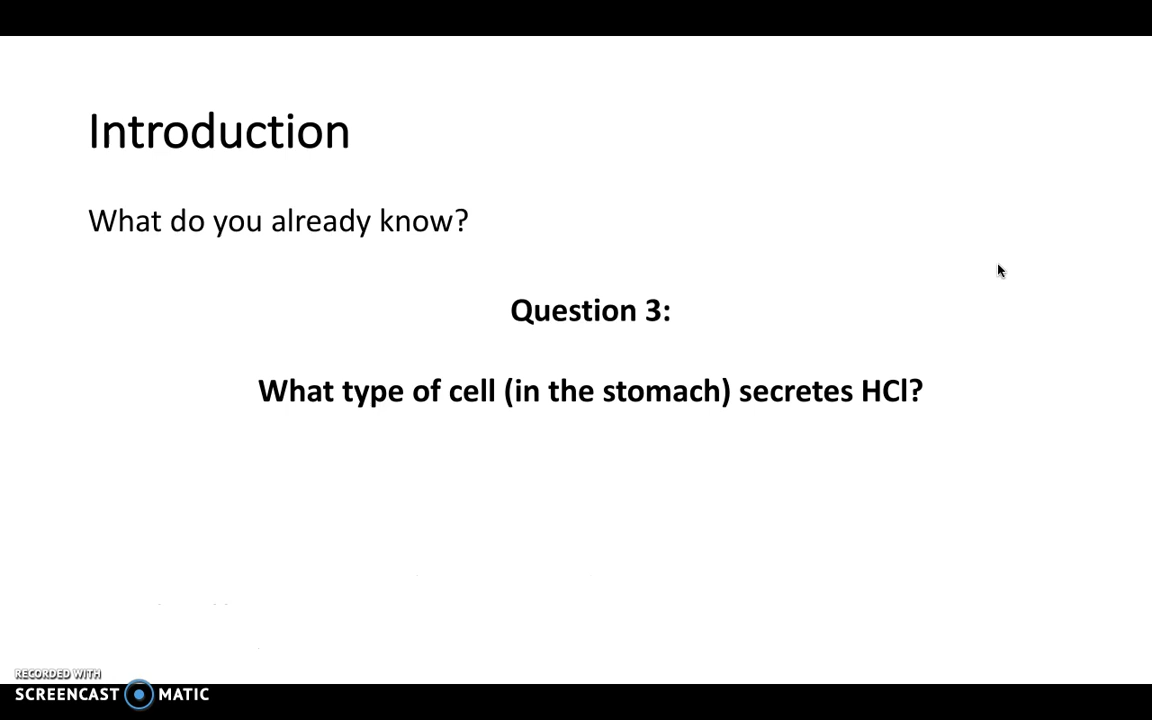 Introduction
What do you already know?
Question 3:
What type of cell (in the stomach) secretes HCl?
RECORDED WITH
SCREENCAST MATIC